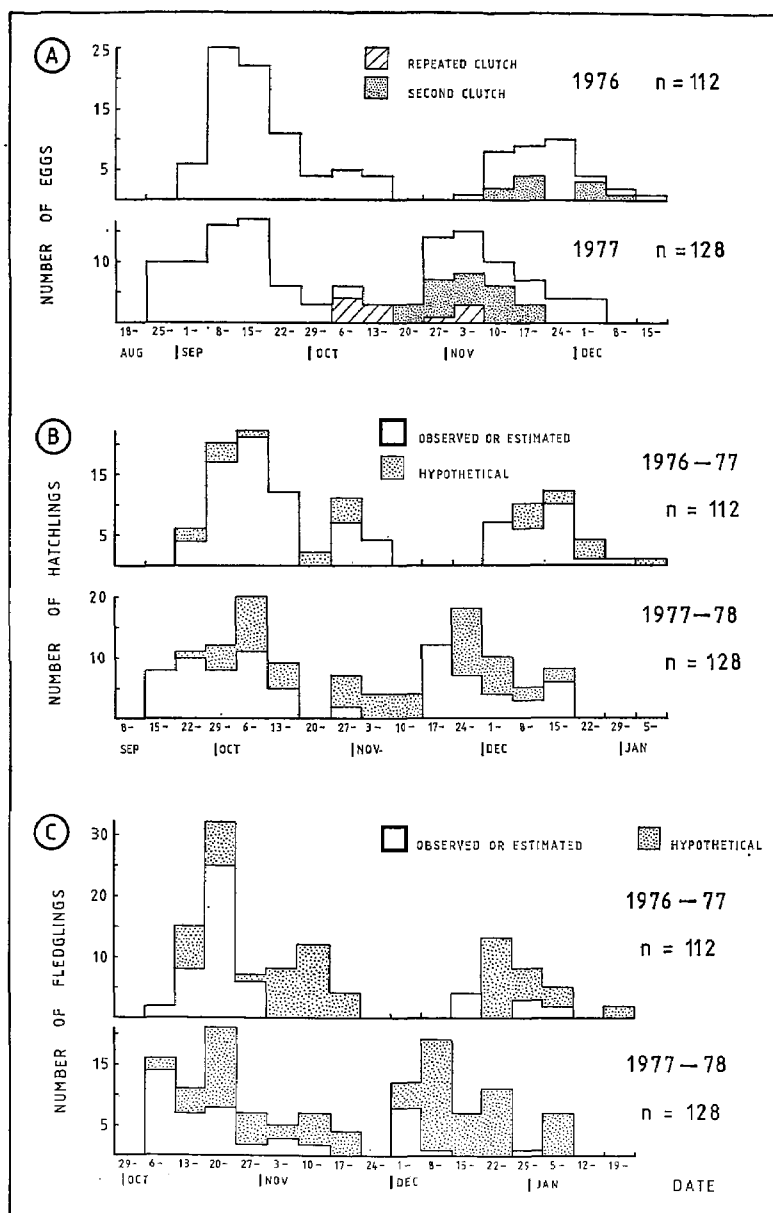 A
25
15
5
REPEATED CLUTCH
SECOND CLUTCH
1976 n = 112
10
1977 n = 128
NUMBER OF EGGS
18- 25- 1- 8- 15- 22- 29- 6- 13- 20- 27- 3- 10- 17- 24- 1- 8- 15-
AUG SEP OCT NOV DEC
B
15
5
OBSERVED OR ESTIMATED
HYPOTHETICAL
1976-77
n = 112
20
10
1977-78
n = 128
NUMBER OF HATCHLINGS
8- 15- 22- 29- 6- 13- 20- 27- 3- 10- 17- 24- 1- 8- 15- 22- 29- 5-
SEP OCT NOV- DEC JAN
C
30
20
10
OBSERVED OR ESTIMATED HYPOTHETICAL
1976-77
n = 112
15
5
1977-78
n = 128
NUMBER OF FLEDGLINGS
29- 6- 13- 20- 27- 3- 10- 17- 24- 1- 8- 15- 22- 29- 5- 12- 19-
OCT NOV DEC JAN DATE